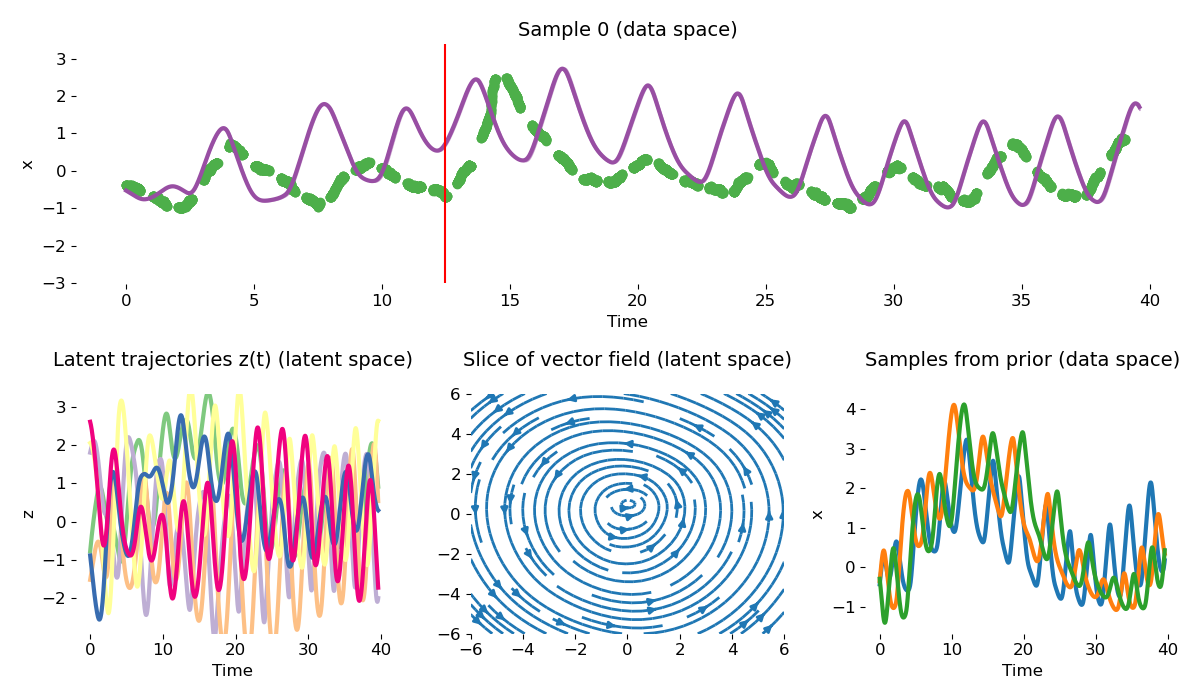 Sample 0 (data space)
3
2
1
0
−1
−2
−3
x
0 5 10 15 20 25 30 35 40
Time
Latent trajectories z(t) (latent space)
3
2
1
0
−1
−2
z
0 10 20 30 40
Time
Slice of vector field (latent space)
6
4
2
0
−2
−4
−6
−6 −4 −2 0 2 4 6
Samples from prior (data space)
4
3
2
1
0
−1
x
0 10 20 30 40
Time